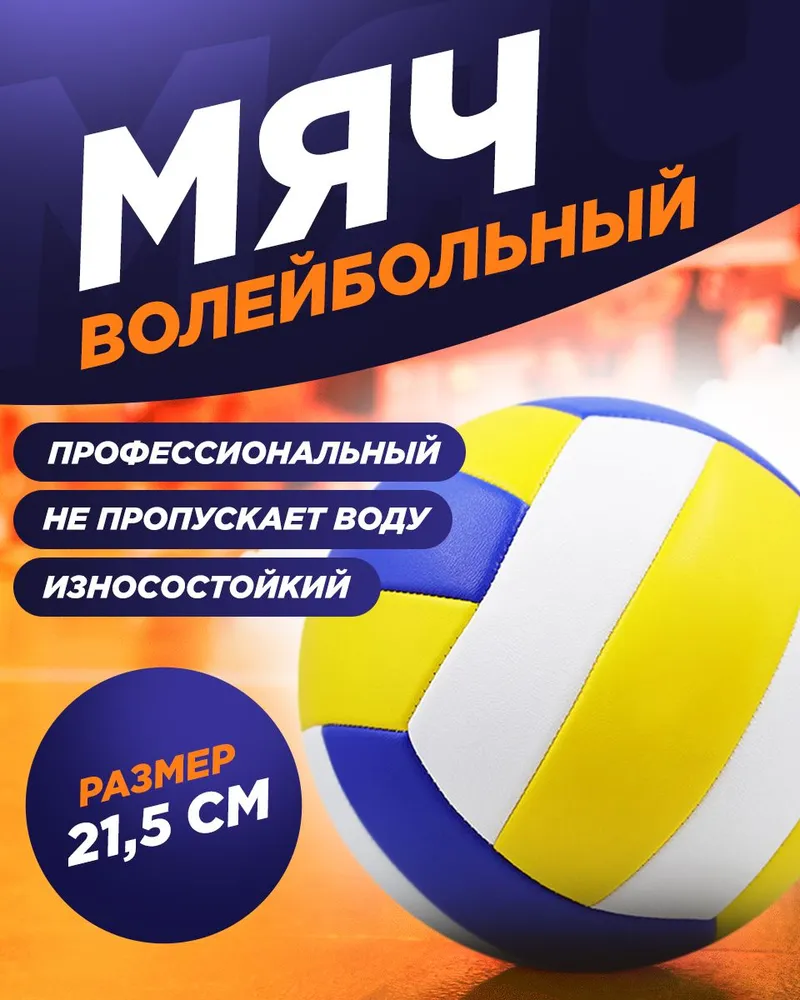 МЯЧ
ВОЛЕЙБОЛЬНЫЙ
ПРОФЕССИОНАЛЬНЫЙ
НЕ ПРОПУСКАЕТ ВОДУ
ИЗНОСОСТОЙКИЙ
РАЗМЕР
21,5 СМ